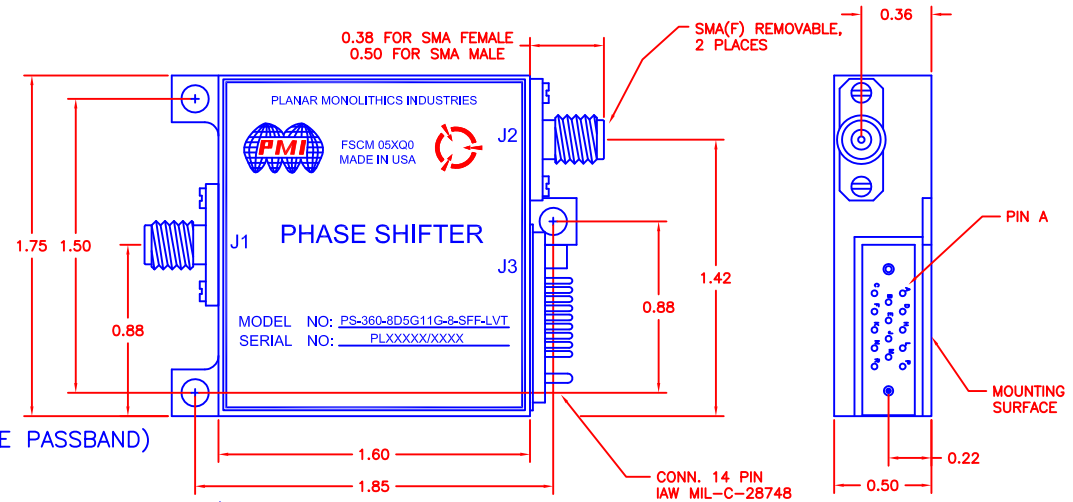 0.38 FOR SMA FEMALE
0.50 FOR SMA MALE
SMA(F) REMOVABLE,
2 PLACES
0.36
PLANAR MONOLITHICS INDUSTRIES
PMI
FSCM 05XQ0
MADE IN USA
J2
J1
PHASE SHIFTER
J3
PIN A
1.75
1.50
1.42
0.88
0.88
MODEL NO: PS-360-8D5G11G-8-SFF-LVT
SERIAL NO: PLXXXXX/XXXX
MOUNTING
SURFACE
E PASSBAND)
1.60
1.85
CONN. 14 PIN
IAW MIL-C-28748
0.22
0.50